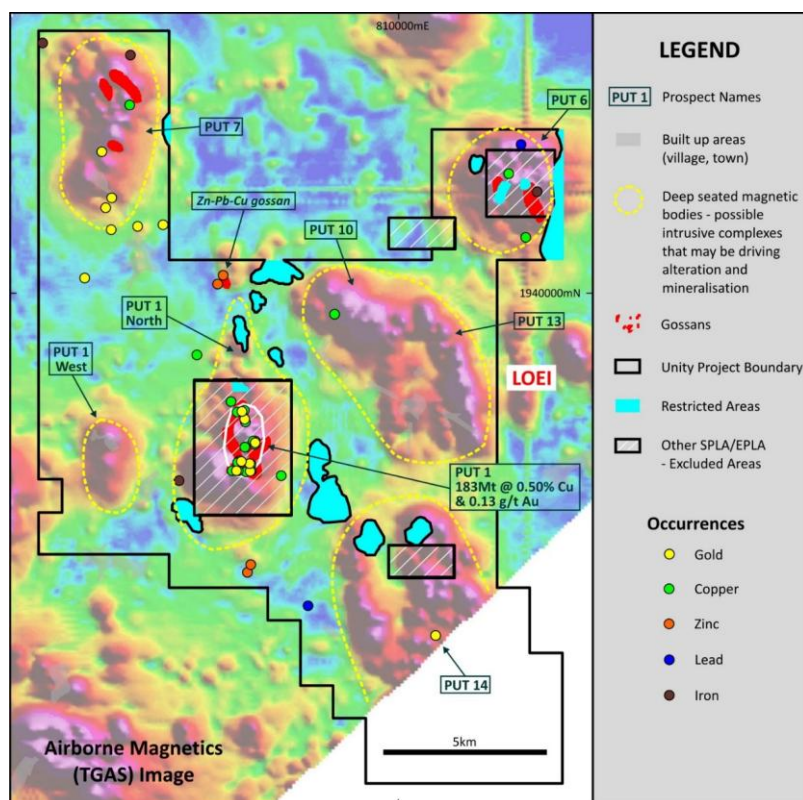 810000mE
PUT 6
PUT 7
Zn-Pb-Cu gossan
PUT 10
1940000mN
PUT 1
North
PUT 13
PUT 1
West
LOEI
PUT 1
183Mt @ 0.50% Cu
& 0.13 g/t Au
PUT 14
Airborne Magnetics
(TGAS) Image
5km
LEGEND
PUT 1
Prospect Names
Built up areas
(village, town)
Deep seated magnetic
bodies - possible
intrusive complexes
that may be driving
alteration and
mineralisation
Gossans
Unity Project Boundary
Restricted Areas
Other SPLA/EPLA
- Excluded Areas
Occurrences
Gold
Copper
Zinc
Lead
Iron